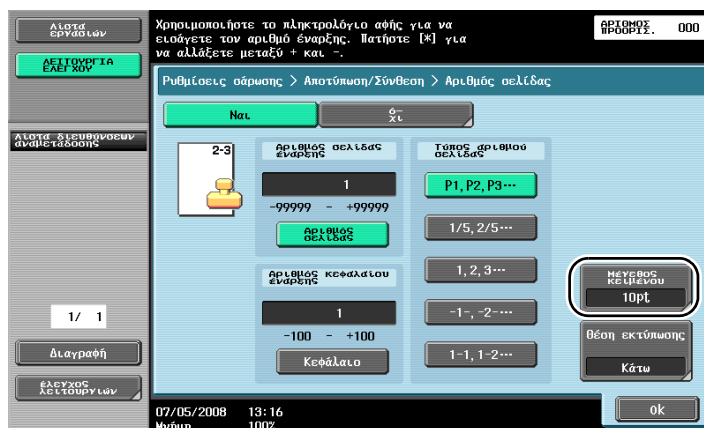 Λίστα
εργασιών
Χρησιμοποιήστε το πληκτρολόγιο αφής για να
εισάγετε τον αριθμό έναρξης. Πατήστε [*] για
να αλλάξετε μεταξύ + και -.
ΑΡΙΘΜΟΣ
ΠΡΟΟΡΙΣ.
000
ΛΕΙΤΟΥΡΓΙΑ
ΕΛΕΓΧΟΥ
Ρυθμίσεις σάρωσης > Αποτύπωση/Σύνθεση > Αριθμός σελίδας
Ναι
ό-
χι
Λίστα διευθύνσεων
αναμετάδοσης
2-3
Αριθμός σελίδας
έναρξης
1
-99999 - +99999
Αριθμός
σελίδας
Τύπος αριθμού
σελίδας
P1, P2, P3…
1/5, 2/5…
1, 2, 3…
-1-, -2-…
1-1, 1-2…
Αριθμός κεφαλαίου
έναρξης
1
-100 - +100
Κεφάλαιο
Μέγεθος
κειμένου
10pt
θέση εκτύπωσης
Κάτω
1/ 1
Διαγραφή
έλεγχος
λειτουργιών
07/05/2008 13:16
Μνήμη 100%
ok